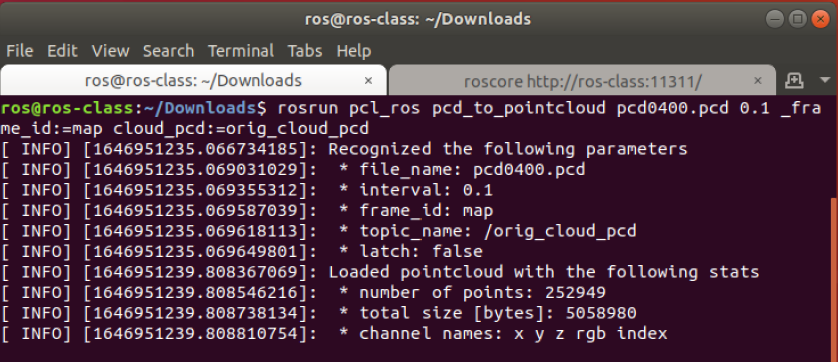 ros@ros-class: ~/Downloads
File Edit View Search Terminal Tabs Help
ros@ros-class: ~/Downloads × roscore http://ros-class:11311/ ×
ros@ros-class:~/Downloads$ rosrun pcl_ros pcd_to_pointcloud pcd0400.pcd 0.1 _fra
me_id:=map cloud_pcd:=orig_cloud_pcd
[ INFO] [1646951235.066734185]: Recognized the following parameters
[ INFO] [1646951235.069031029]:  * file_name: pcd0400.pcd
[ INFO] [1646951235.069355312]:  * interval: 0.1
[ INFO] [1646951235.069587039]:  * frame_id: map
[ INFO] [1646951235.069618113]:  * topic_name: /orig_cloud_pcd
[ INFO] [1646951235.069649801]:  * latch: false
[ INFO] [1646951239.808367069]: Loaded pointcloud with the following stats
[ INFO] [1646951239.808546216]:  * number of points: 252949
[ INFO] [1646951239.808738134]:  * total size [bytes]: 5058980
[ INFO] [1646951239.808810754]:  * channel names: x y z rgb index